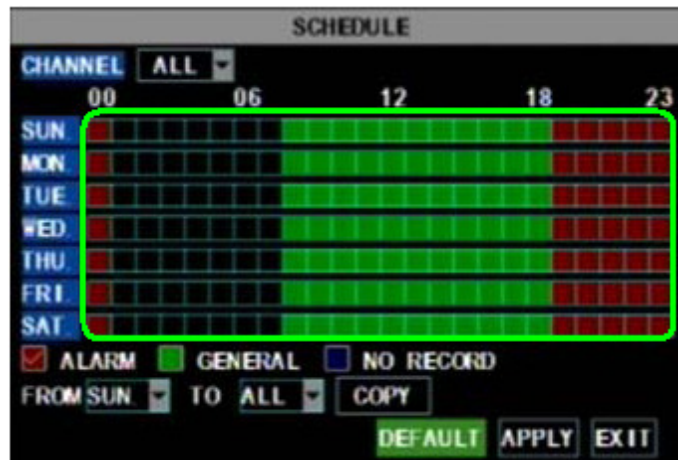 SCHEDULE
CHANNEL ALL
00 06 12 18 23
SUN
MON
TUE
WED.
THU
FRI.
SAT
ALARM GENERAL NO RECORD
FROM SUN. TO ALL COPY
DEFAULT APPLY EXIT